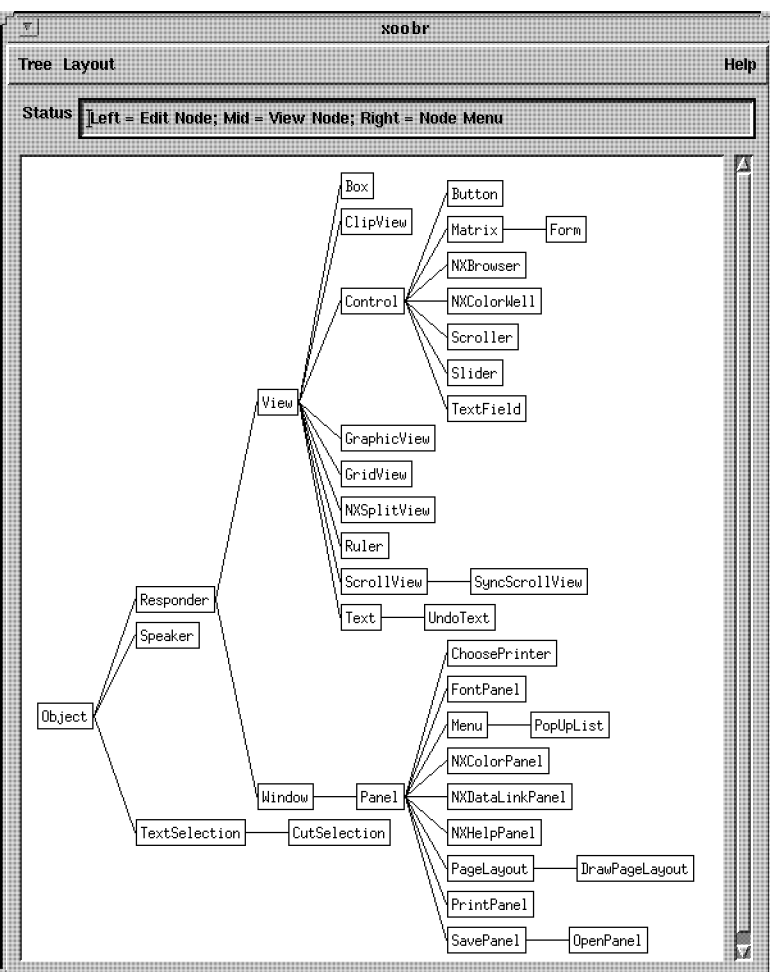 xoobr
Tree Layout Help
Status Left = Edit Node; Mid = View Node; Right = Node Menu
Box
Button
ClipView
Matrix Form
NXBrowser
Control NXColorWell
Scroller
Slider
View
TextField
GraphicView
GridView
NXSplitView
Ruler
ScrollView SyncScrollView
Responder
Text UndoText
Speaker
ChoosePrinter
FontPanel
Object
Menu PopUpList
NXColorPanel
Window Panel NXDataLinkPanel
TextSelection CutSelection NXHelpPanel
PageLayout DrawPageLayout
PrintPanel
SavePanel OpenPanel